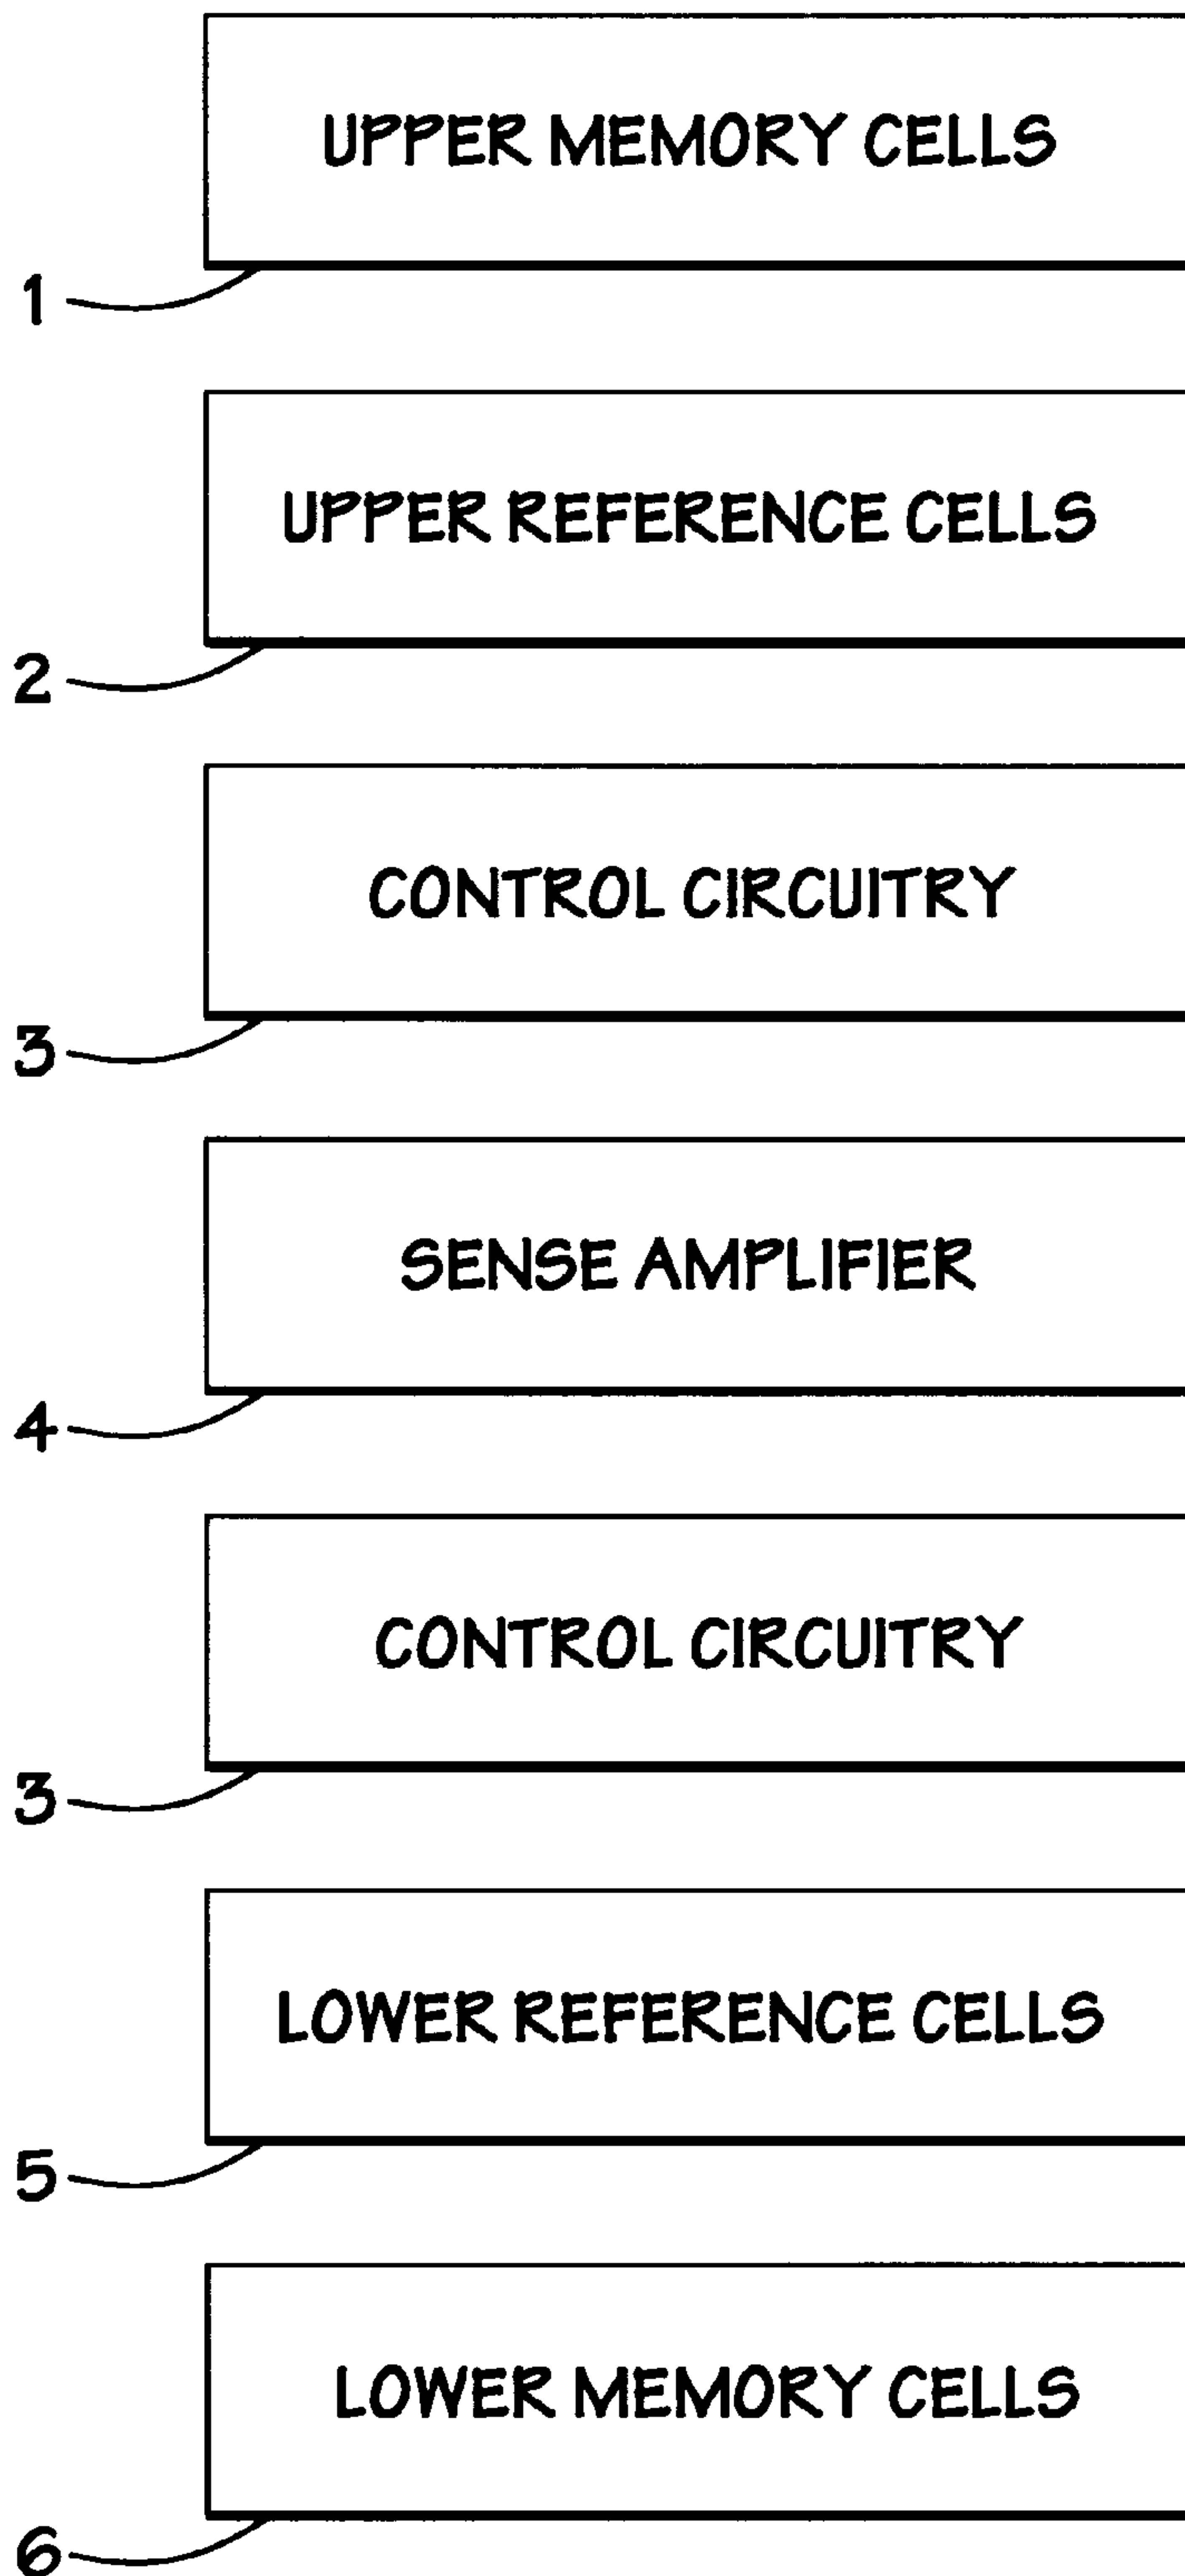 UPPER MEMORY CELLS
1
UPPER REFERENCE CELLS
2
CONTROL CIRCUITRY
3
SENSE AMPLIFIER
4
CONTROL CIRCUITRY
3
LOWER REFERENCE CELLS
5
LOWER MEMORY CELLS
6